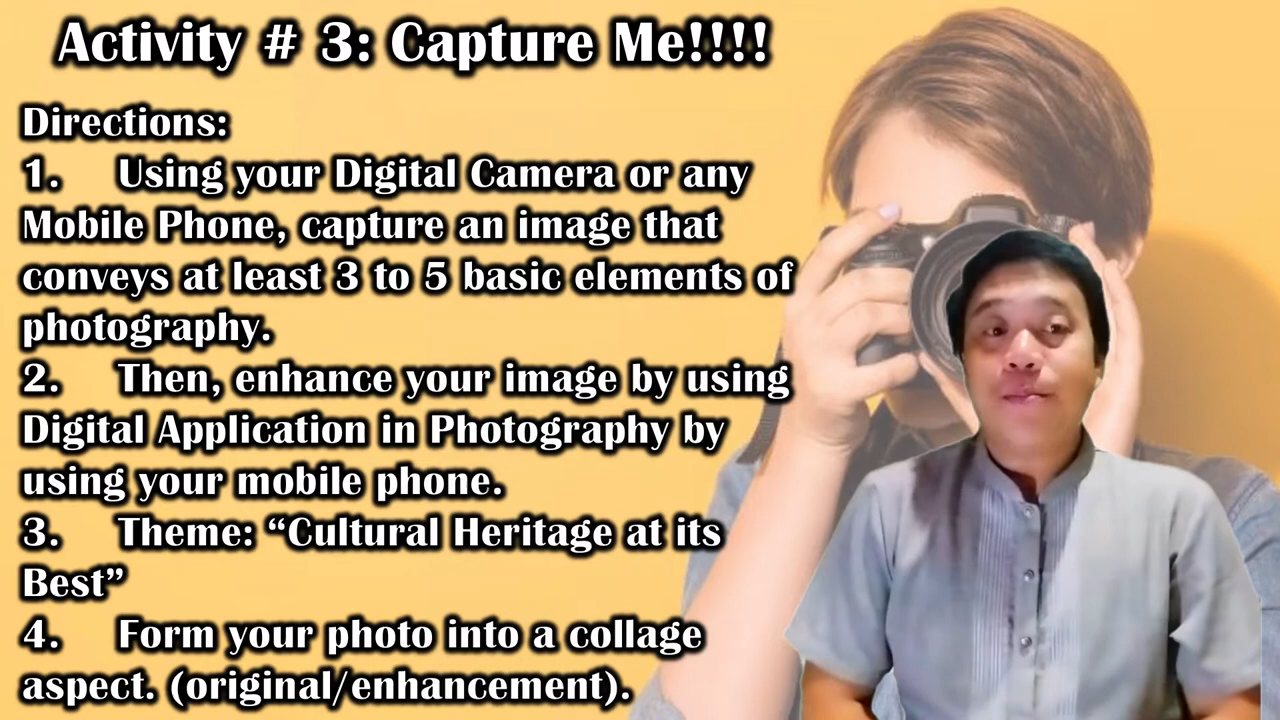 Activity # 3: Capture Me!!!!
Directions:
1. Using your Digital Camera or any
Mobile Phone, capture an image that
conveys at least 3 to 5 basic elements of
photography.
2. Then, enhance your image by using
Digital Application in Photography by
using your mobile phone.
3. Theme: “Cultural Heritage at its
Best”
4. Form your photo into a collage
aspect. (original/enhancement).